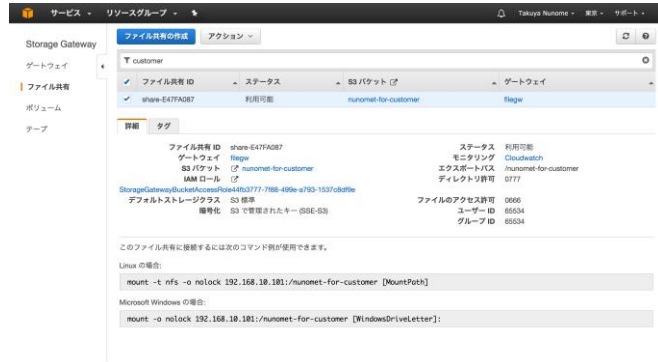 サービス リソースグループ Takuya Nunome 東京 サポート
Storage Gateway
ゲートウェイ
ファイル共有
ボリューム
テープ
ファイル共有の作成 アクション
customer
ファイル共有 ID ステータス S3 バケット ゲートウェイ
share-E47FA087 利用可能 nunomet-for-customer filegw
詳細 タグ
ファイル共有 ID share-E47FA087 ステータス 利用可能
ゲートウェイ filegw モニタリング Cloudwatch
S3 バケット nunomet-for-customer エクスポートパス /nunomet-for-customer
IAM ロール ディレクトリ許可 0777
デフォルトストレージクラス S3 標準 ファイルのアクセス許可 0666
暗号化 S3 で管理されたキー (SSE-S3) ユーザー ID 65534
グループ ID 65534
このファイル共有に接続するには次のコマンド例が使用できます。
Linux の場合:
mount -t nfs -o nolock 192.168.10.101:/nunomet-for-customer [MountPath]
Microsoft Windows の場合:
mount -o nolock 192.168.10.101:/nunomet-for-customer [WindowsDriveLetter]: